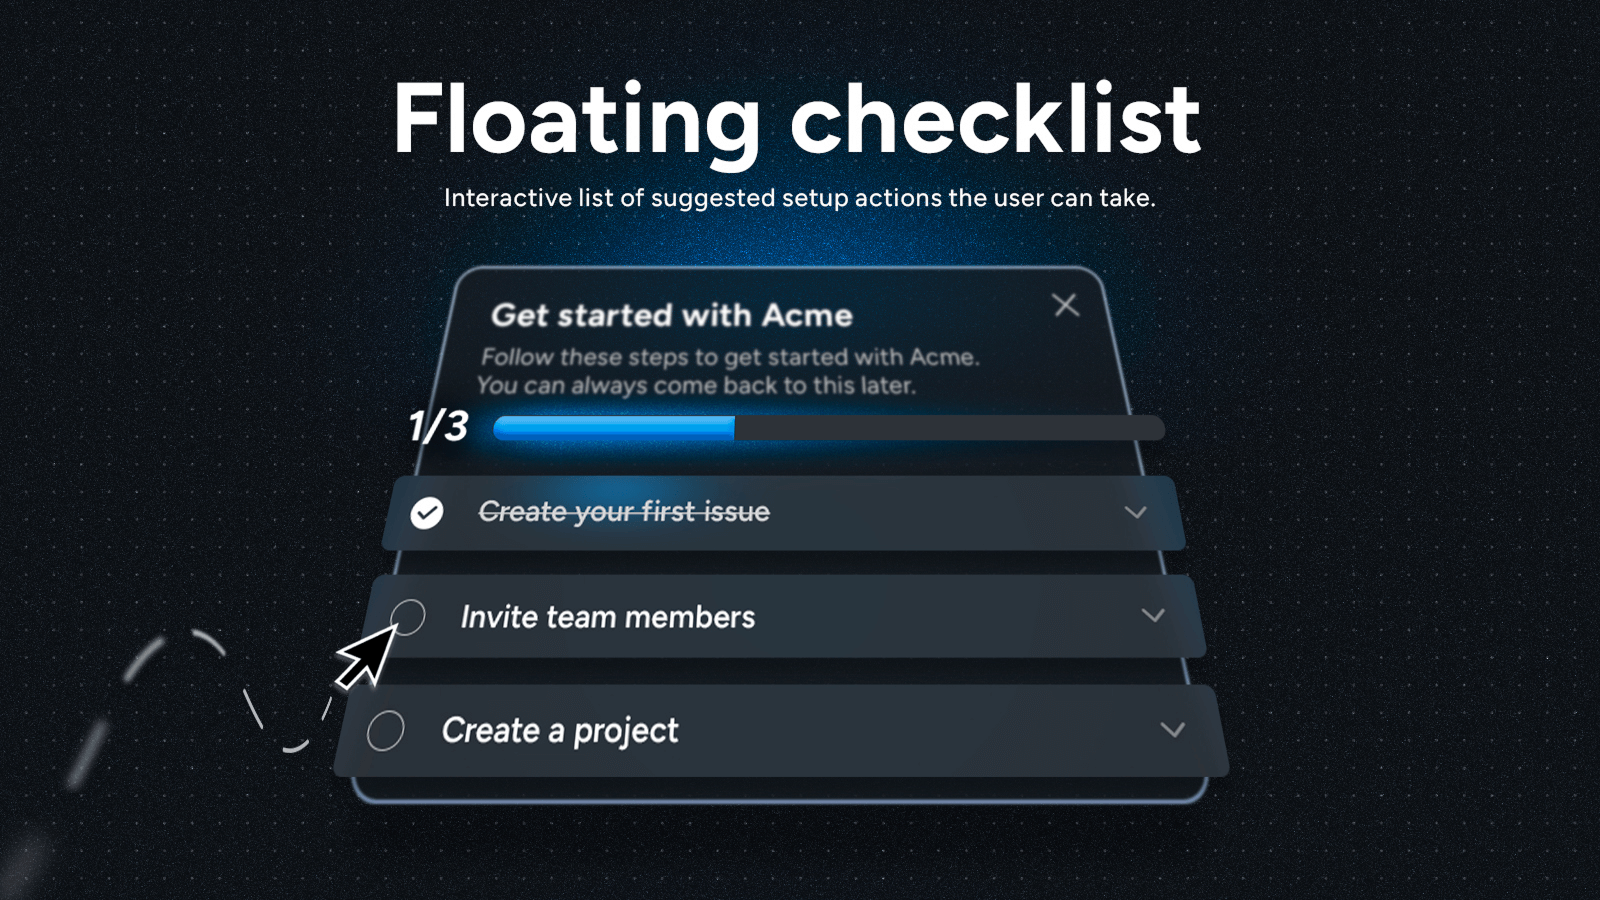 Floating checklist
Interactive list of suggested setup actions the user can take.
Get started with Acme
Follow these steps to get started with Acme.
You can always come back to this later.
1/3
Create your first issue
Invite team members
Create a project